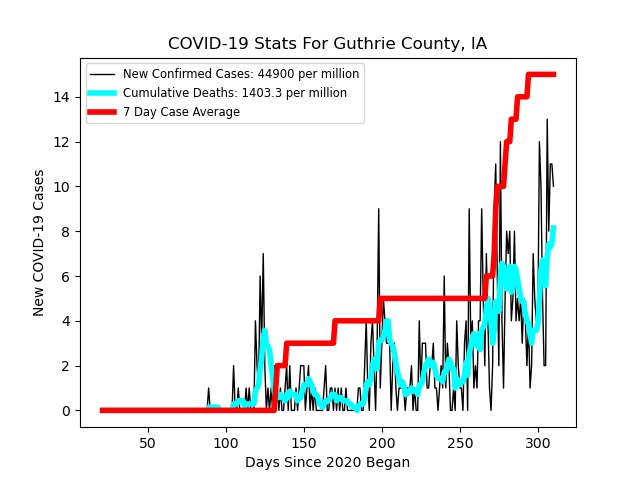 COVID-19 Stats For Guthrie County, IA
New Confirmed Cases: 44900 per million
Cumulative Deaths: 1403.3 per million
7 Day Case Average
New COVID-19 Cases
14
12
10
8
6
4
2
0
50 100 150 200 250 300
Days Since 2020 Began